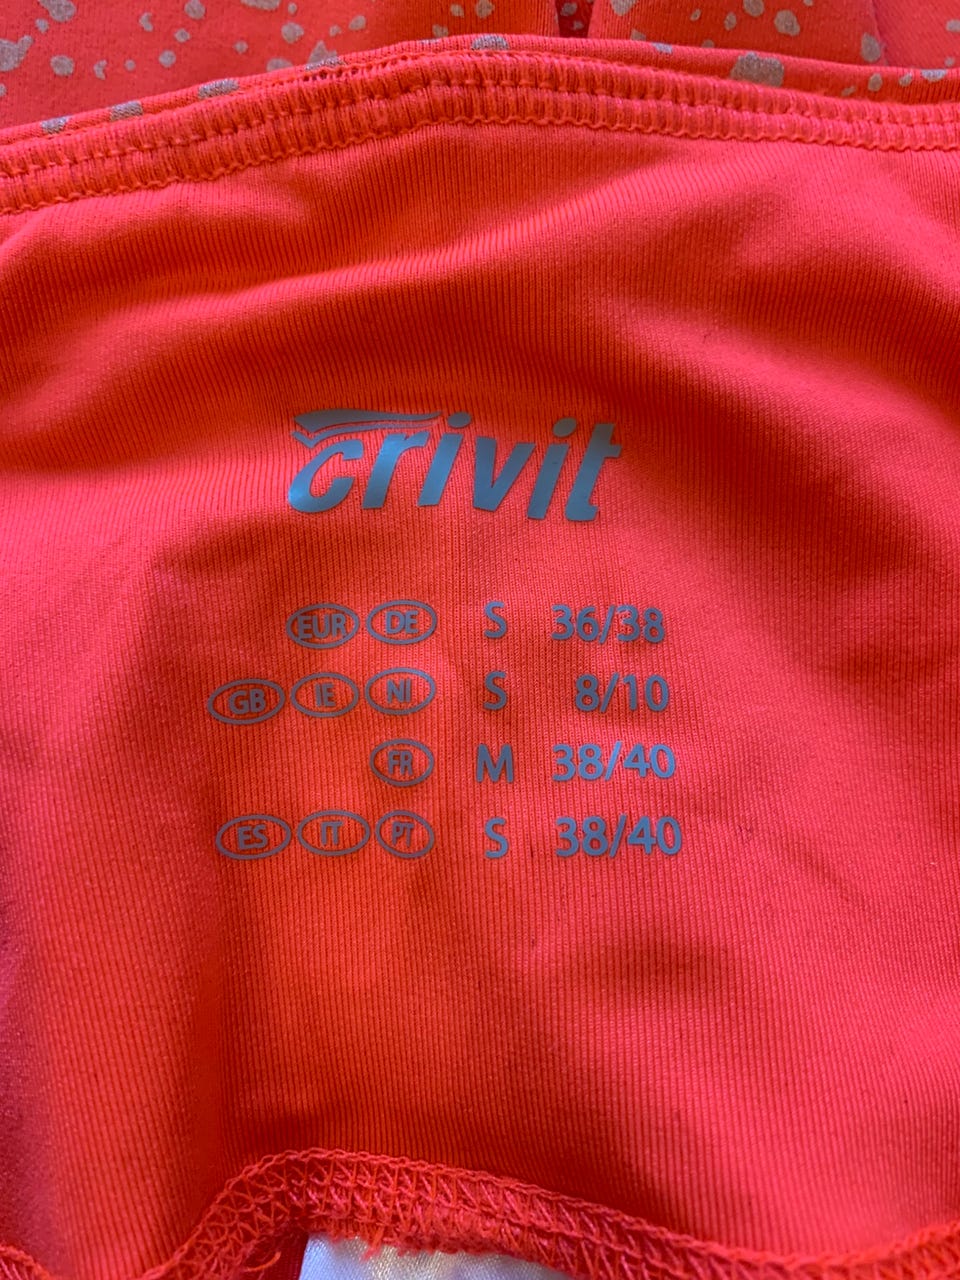 crivit
EUR DE S 36/38
GB IE NI S 8/10
FR M 38/40
ES IT PT S 38/40